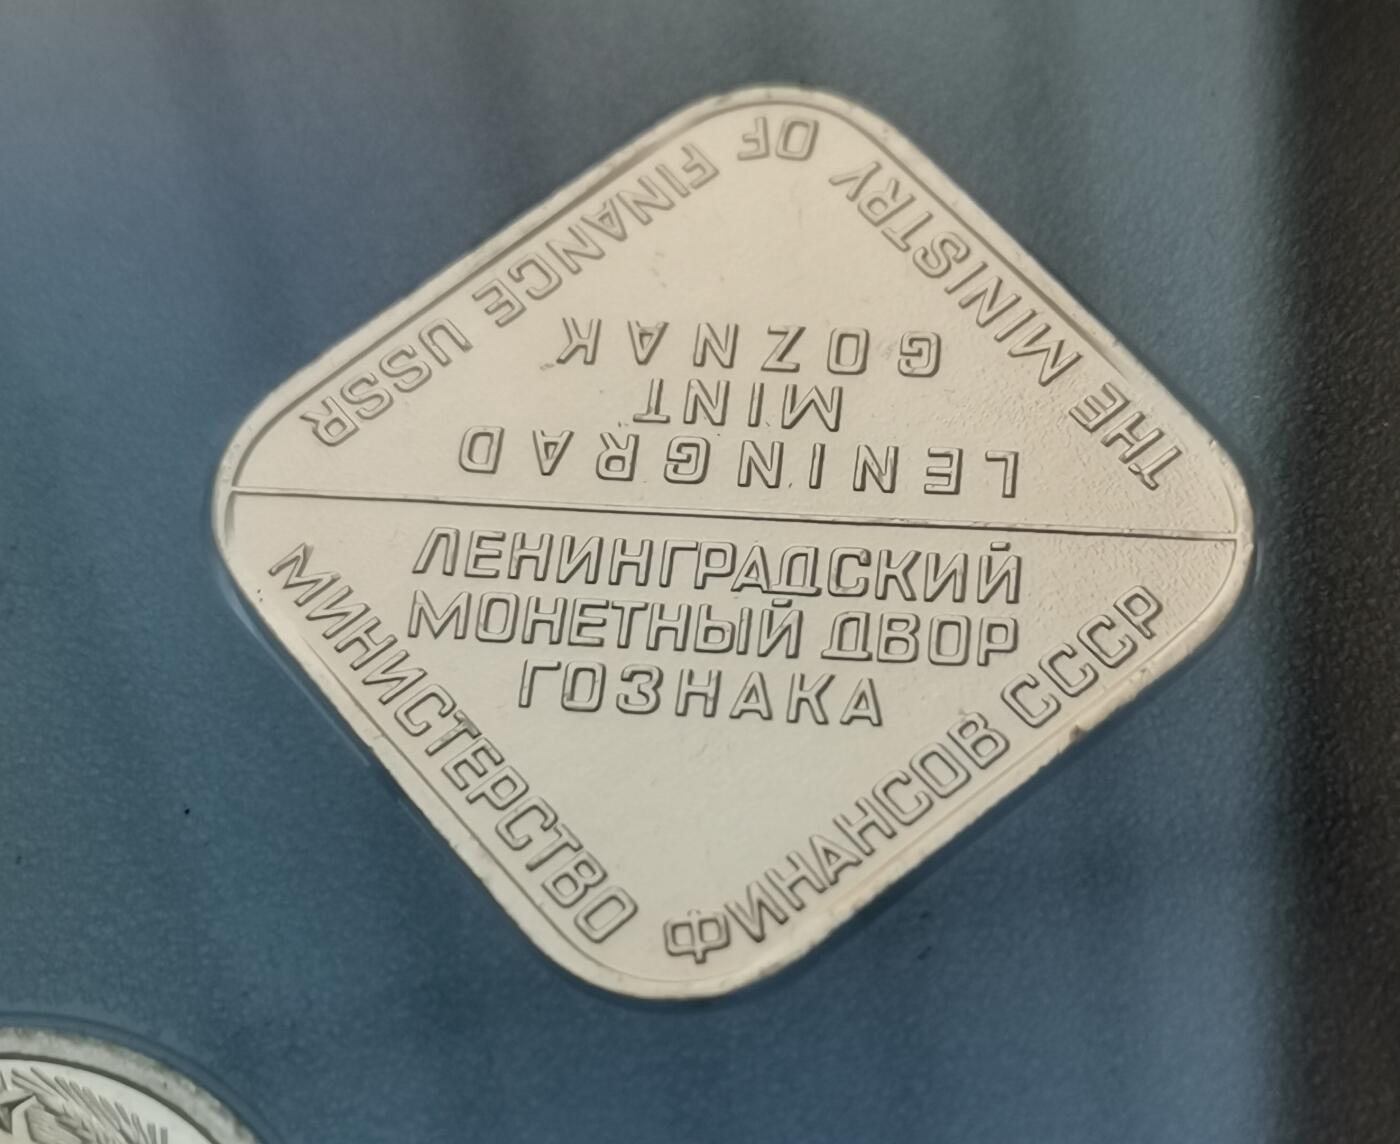 THE MINISTRY OF FINANCE USSR
LENINGRAD
MINT
GOZNAK
ЛЕНИНГРАДСКИЙ
МОНЕТНЫЙ ДВОР
ГОЗНАКА
МИНИСТЕРСТВО ФИНАНСОВ СССР